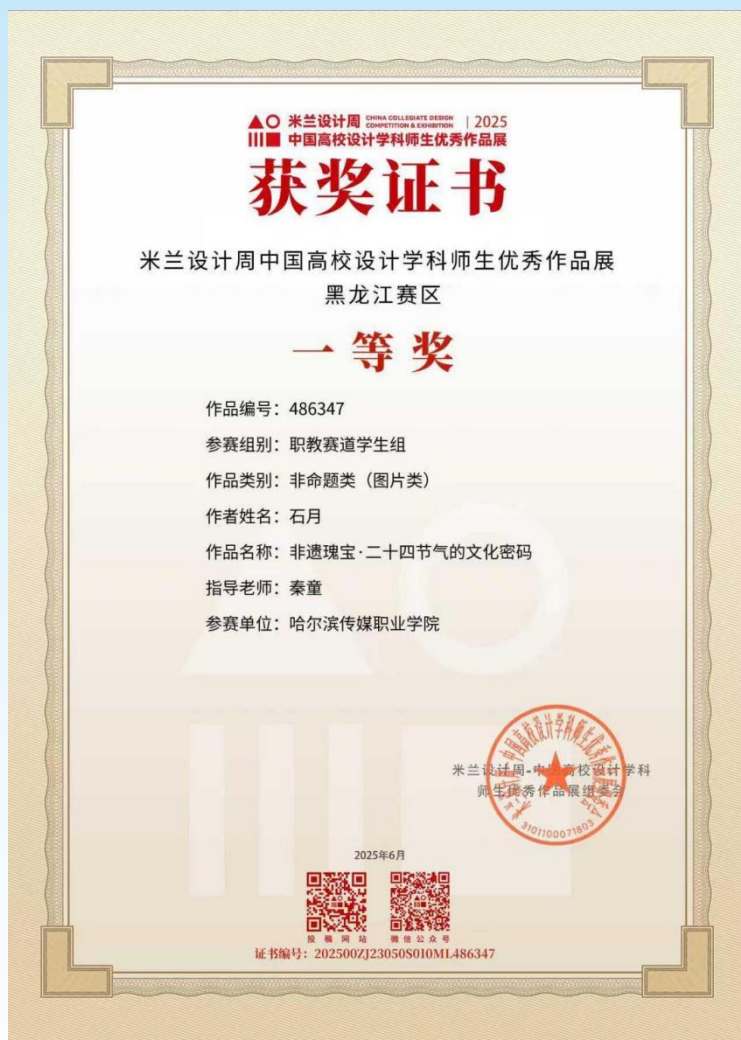 米兰设计周 CHINA COLLEGIATE DESIGN COMPETITION & EXHIBITION | 2025
中国高校设计学科师生优秀作品展
获奖证书
米兰设计周中国高校设计学科师生优秀作品展
黑龙江赛区
一等奖
作品编号：486347
参赛组别：职教赛道学生组
作品类别：非命题类（图片类）
作者姓名：石月
作品名称：非遗瑰宝·二十四节气的文化密码
指导老师：秦童
参赛单位：哈尔滨传媒职业学院
米兰设计周-中国高校设计学科
师生优秀作品展组委会
3101100071803
2025年6月
投稿网站 微信公众号
证书编号：202500ZJ23050S010ML486347